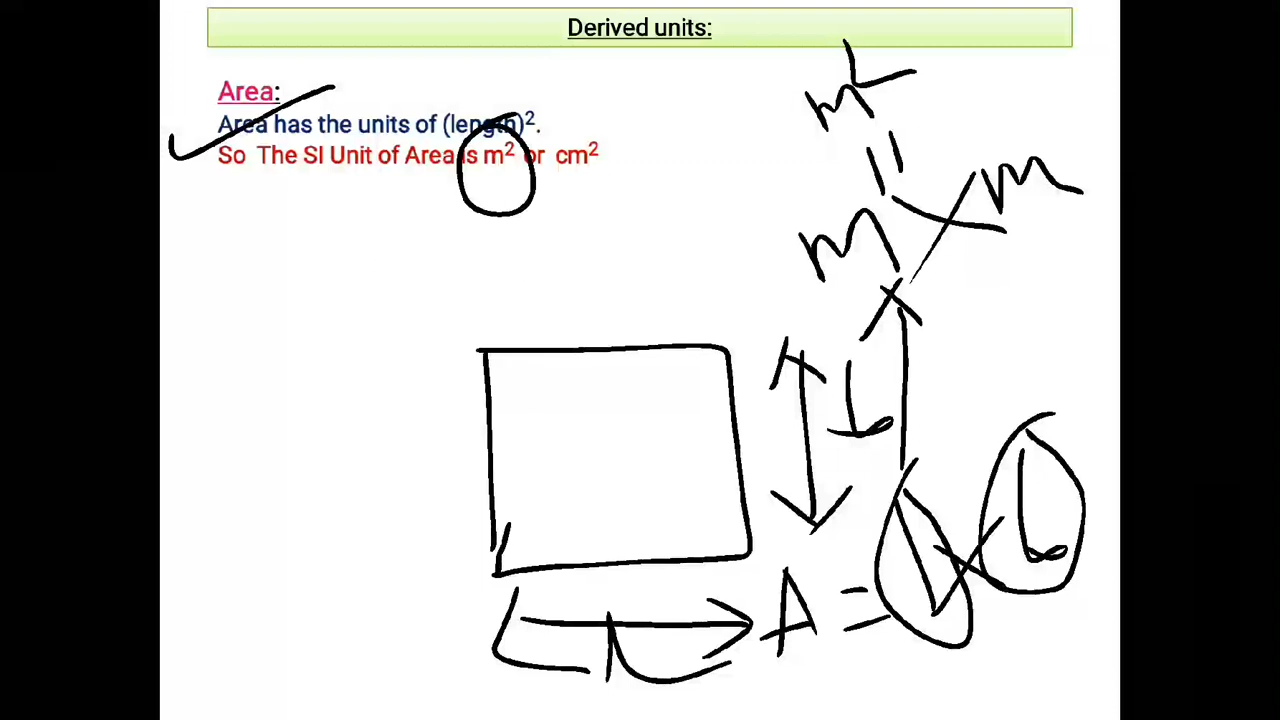 Derived units:
Area:
Area has the units of (length)².
So The SI Unit of Area is m² or cm²
m²
=
m × m
b
A = l × b
l